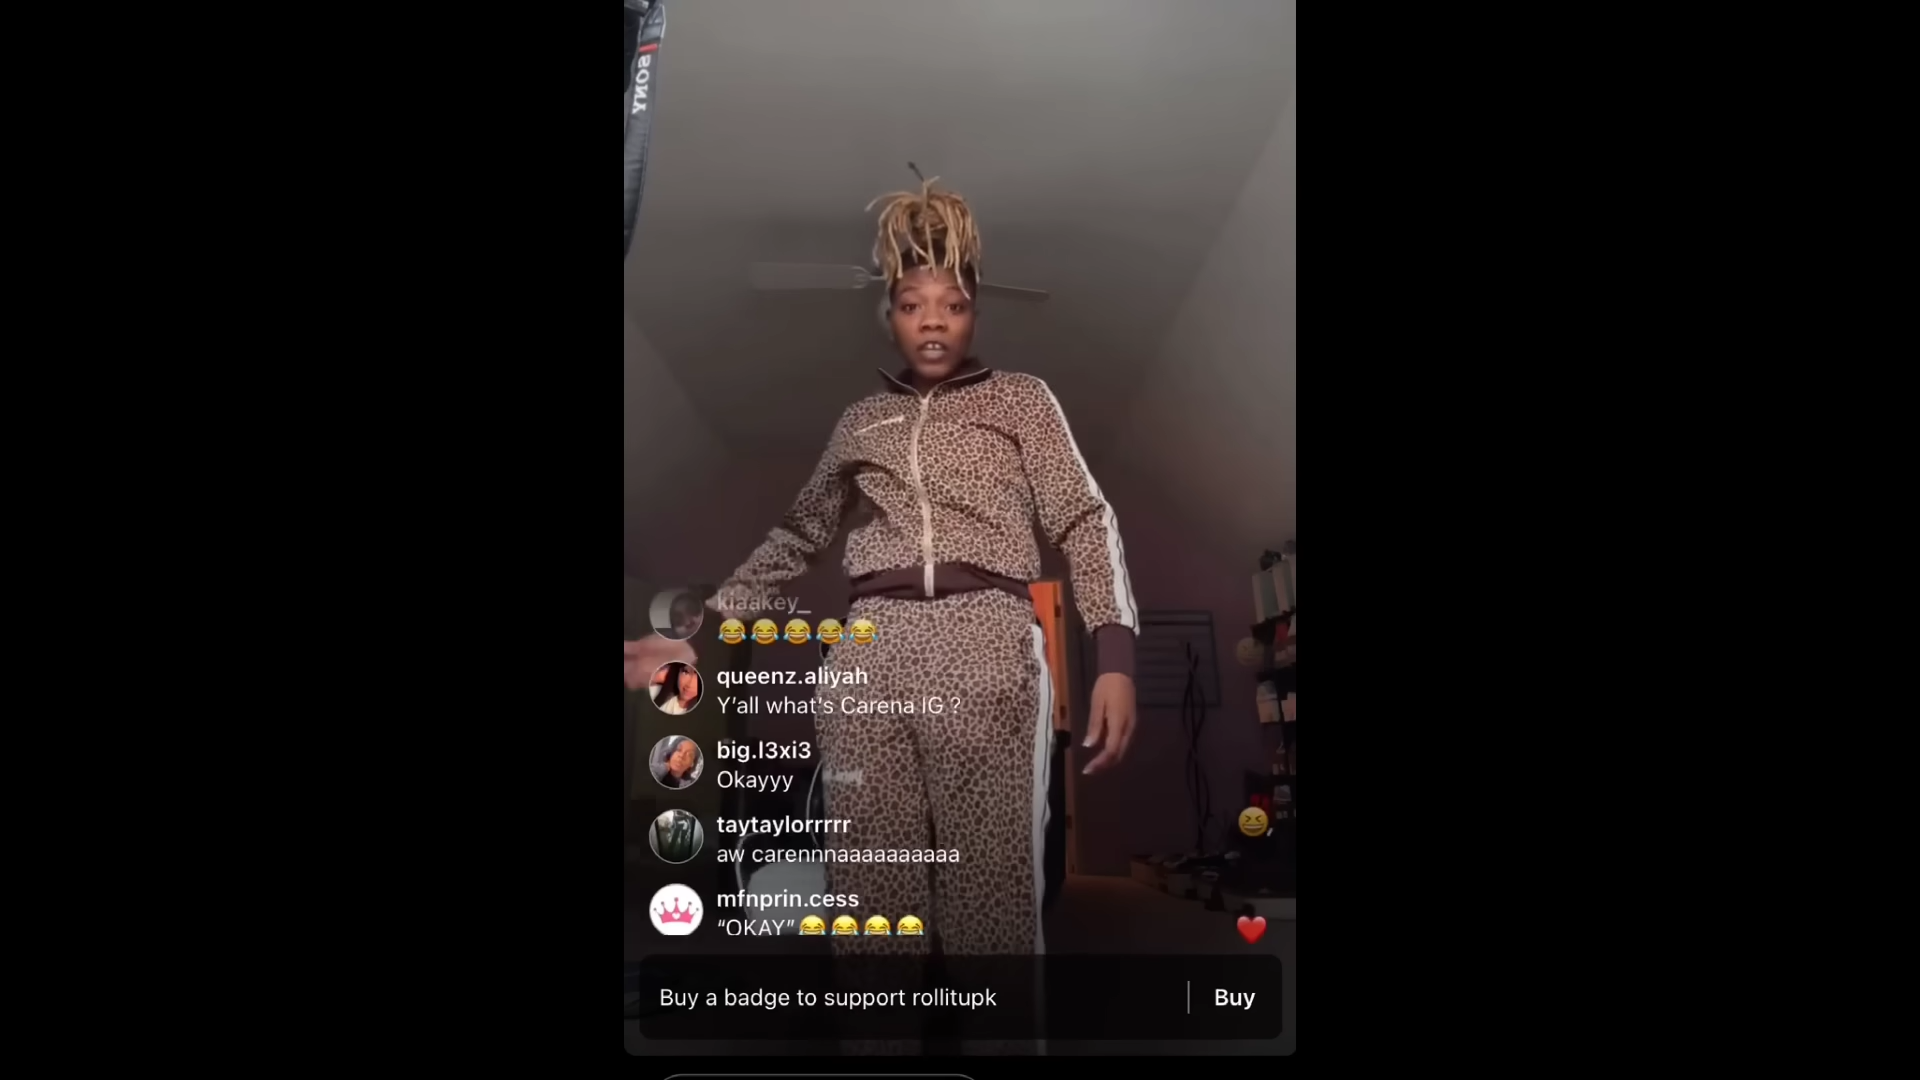 SONY
kiaakey_
😂😂😂😂😂
queenz.aliyah
Y’all what’s Carena IG ?
big.l3xi3
Okayyy
taytaylorrrrr
aw carennnaaaaaaaaaa
mfnprin.cess
“OKAY”😂😂😂😂
Buy a badge to support rollitupk
Buy